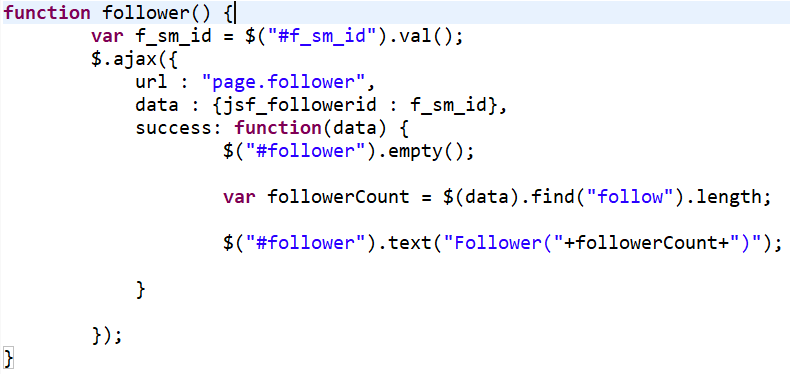 function follower() {
var f_sm_id = $("#f_sm_id").val();
$.ajax({
url : "page.follower",
data : {jsf_followerid : f_sm_id},
success: function(data) {
$("#follower").empty();
var followerCount = $(data).find("follow").length;
$("#follower").text("Follower("+followerCount+")");
}
});
}